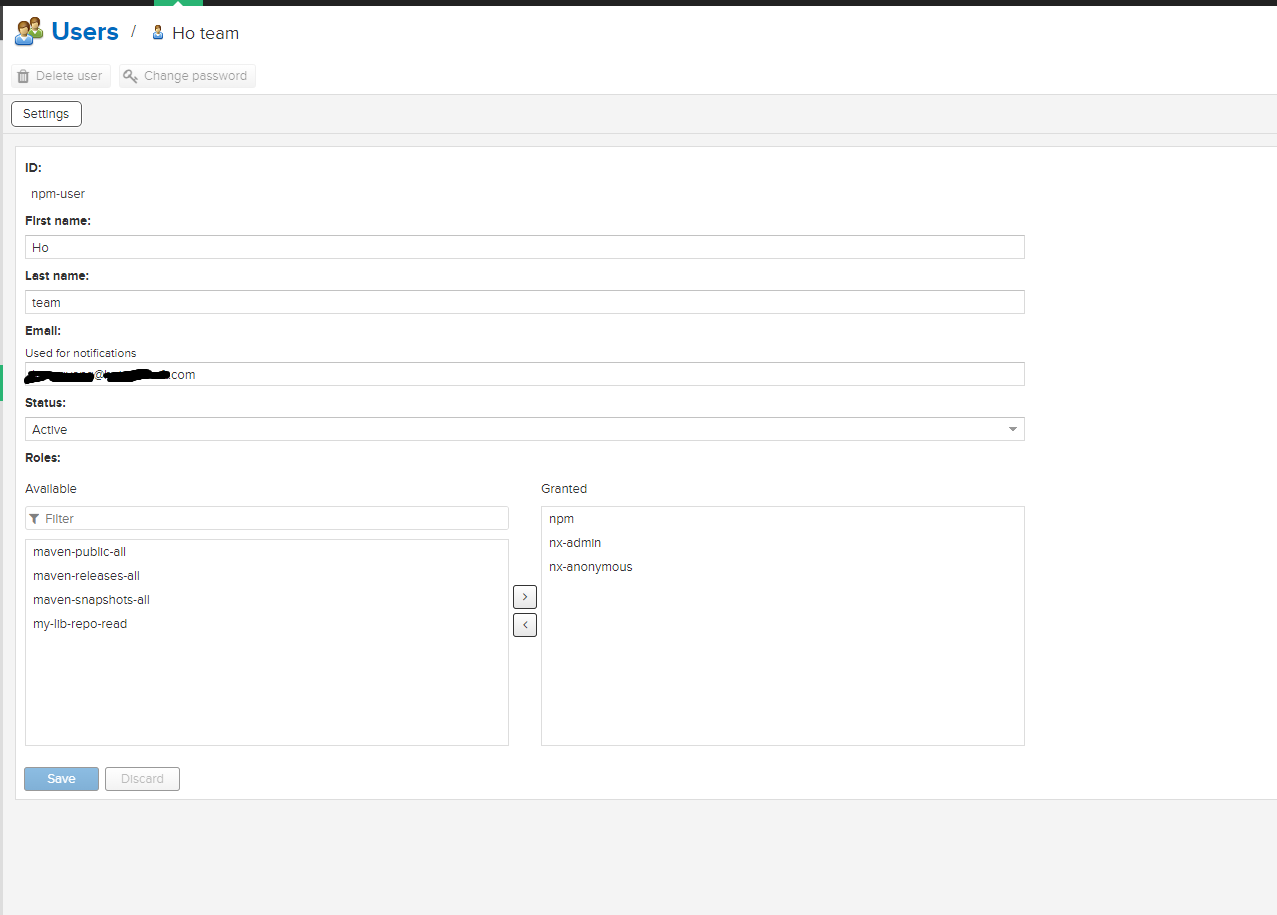 Users / Ho team
Delete user Change password
Settings
ID:
npm-user
First name:
Ho
Last name:
team
Email:
Used for notifications
.com
Status:
Active
Roles:
Available Granted
Filter
npm
nx-admin
nx-anonymous
maven-public-all
maven-releases-all
maven-snapshots-all
my-lib-repo-read
Save Discard